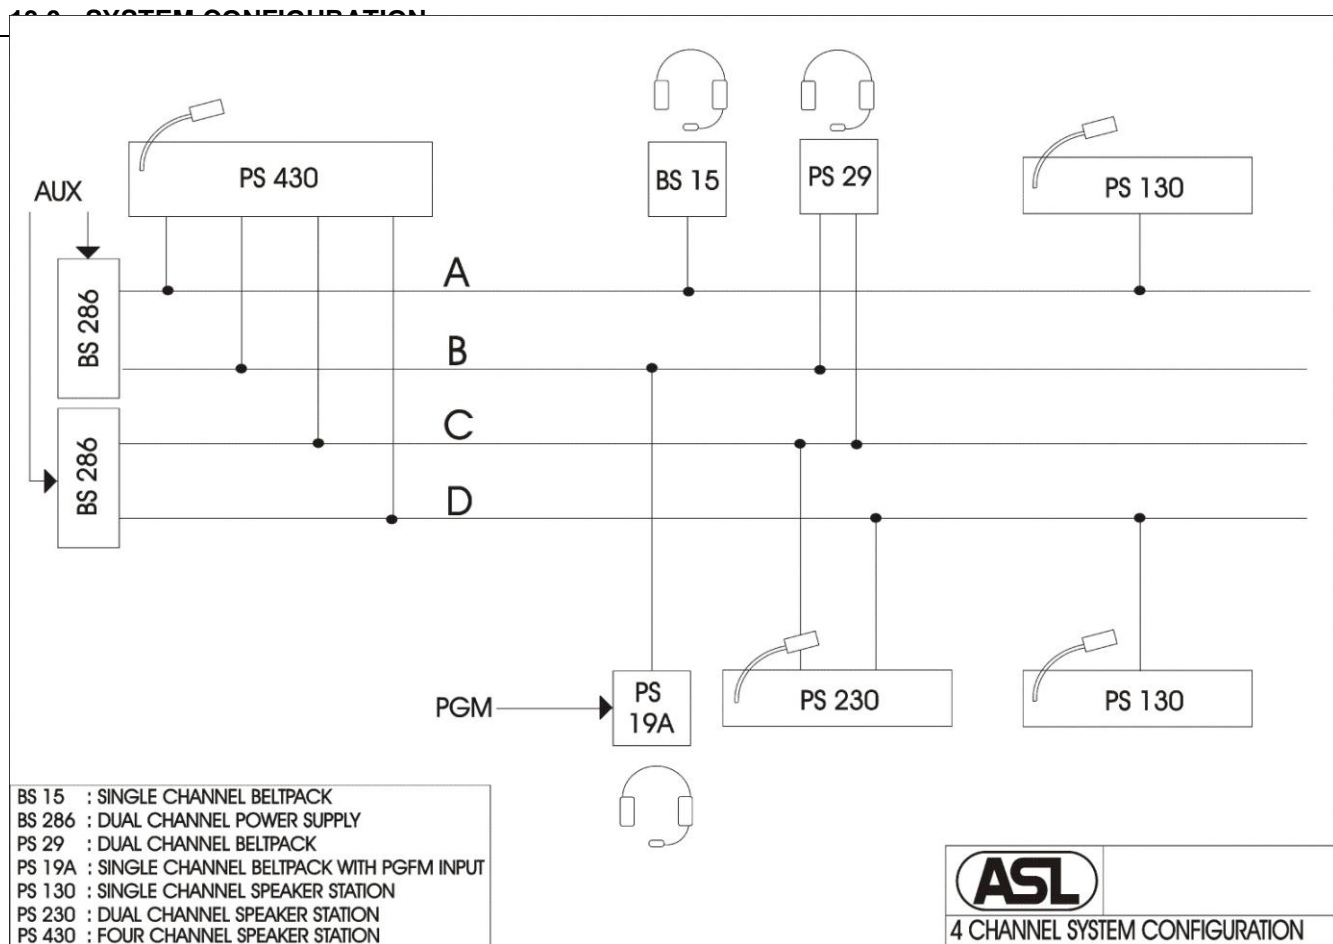 SYSTEM CONFIGURATION
PS 430
BS 15
PS 29
PS 130
AUX
BS 286
A
B
C
D
BS 286
PGM
PS
19A
PS 230
PS 130
BS 15 : SINGLE CHANNEL BELTPACK
BS 286 : DUAL CHANNEL POWER SUPPLY
PS 29 : DUAL CHANNEL BELTPACK
PS 19A : SINGLE CHANNEL BELTPACK WITH PGFM INPUT
PS 130 : SINGLE CHANNEL SPEAKER STATION
PS 230 : DUAL CHANNEL SPEAKER STATION
PS 430 : FOUR CHANNEL SPEAKER STATION
ASL
4 CHANNEL SYSTEM CONFIGURATION